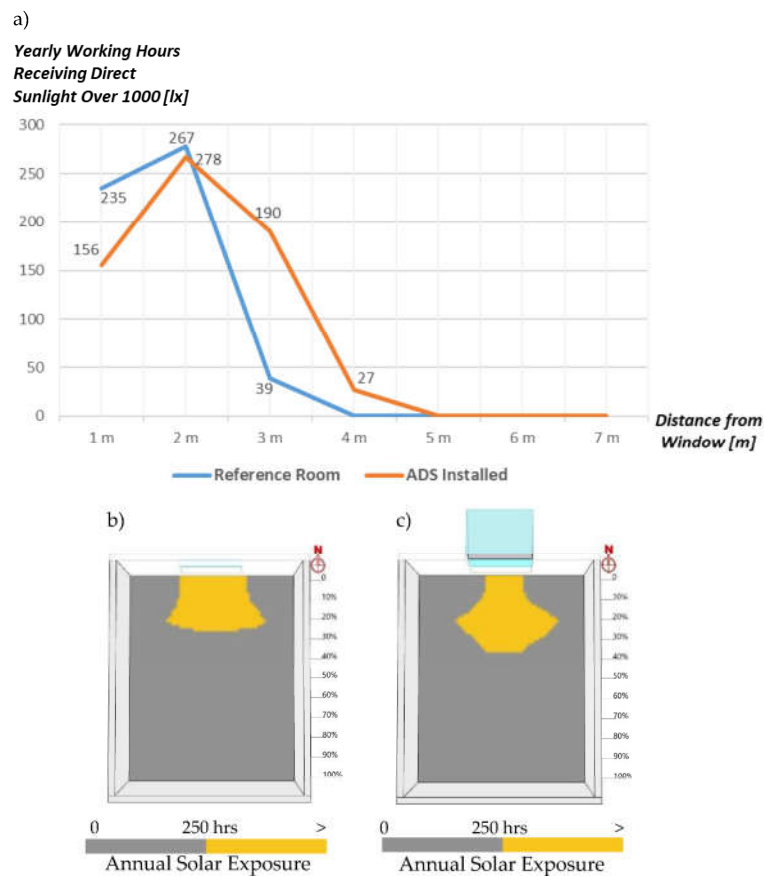 a)
Yearly Working Hours
Receiving Direct
Sunlight Over 1000 [lx]
300
250
200
150
100
50
0
267
278
235
190
156
39
27
1 m 2 m 3 m 4 m 5 m 6 m 7 m
Distance from
Window [m]
Reference Room ADS Installed
b)
N
0
10%
20%
30%
40%
50%
60%
70%
80%
90%
100%
0 250 hrs >
Annual Solar Exposure
c)
N
0
10%
20%
30%
40%
50%
60%
70%
80%
90%
100%
0 250 hrs >
Annual Solar Exposure